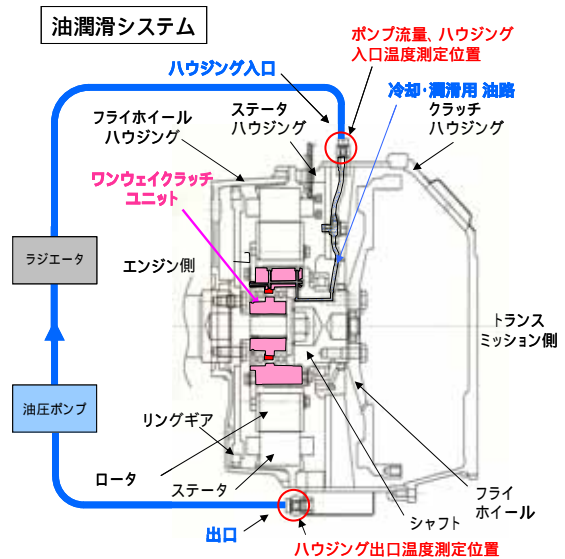 油潤滑システム
ポンプ流量、ハウジング
入口温度測定位置
ハウジング入口
冷却・潤滑用 油路
フライホイール
ハウジング
ステータ
ハウジング
クラッチ
ハウジング
ワンウェイクラッチ
ユニット
ラジエータ
エンジン側
トランス
ミッション側
油圧ポンプ
リングギア
ロータ
ステータ
フライ
ホイール
シャフト
出口
ハウジング出口温度測定位置